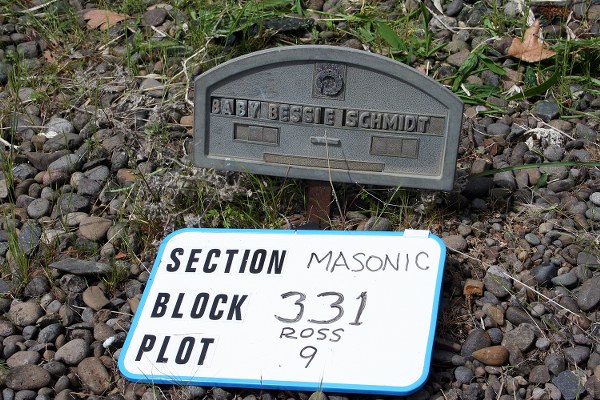 BABY BESSIE SCHMIDT
SECTION MASONIC
BLOCK 331
ROSS
PLOT 9